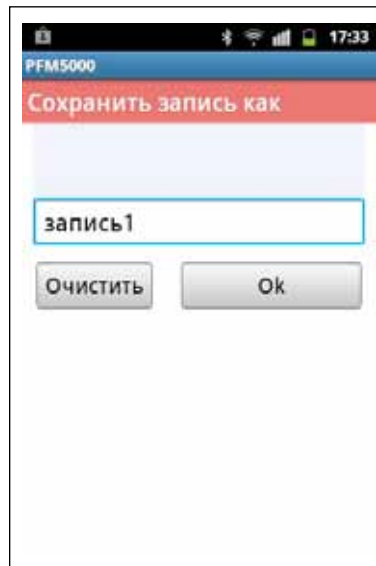 17:33
PFM5000
Сохранить запись как
запись1
Очистить
Ok